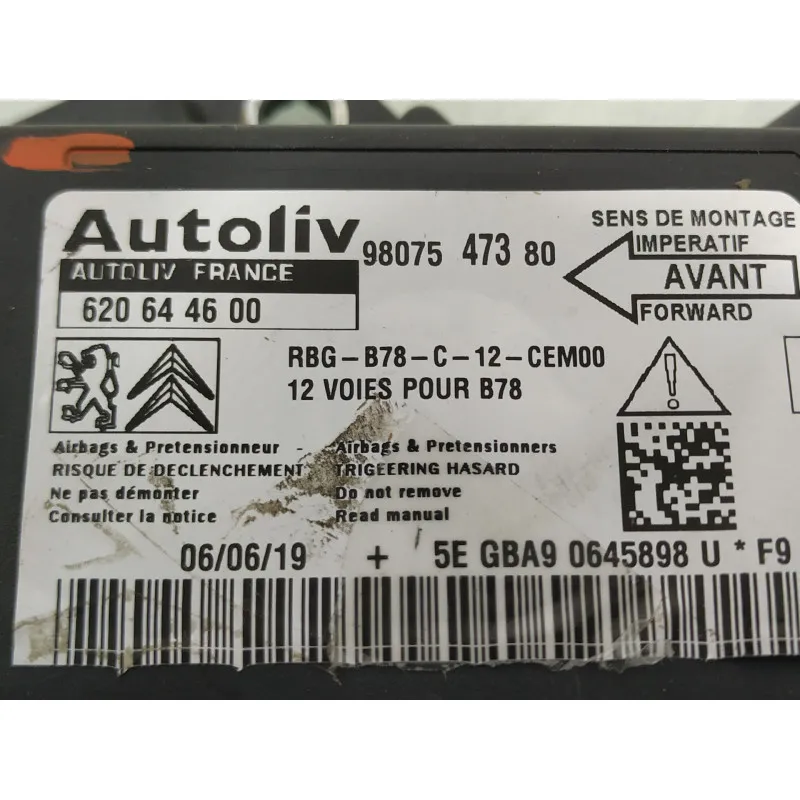 Autoliv
98075 473 80
AUTOLIV FRANCE
620 64 46 00
SENS DE MONTAGE
IMPERATIF
AVANT
FORWARD
RBG-B78-C-12-CEM00
12 VOIES POUR B78
Airbags & Pretensionneur - Airbags & Pretensionners
RISQUE DE DECLENCHEMENT TRIGEERING HASARD
Ne pas démonter Do not remove
Consulter la notice Read manual
06/06/19 + 5E GBA9 0645898 U * F9